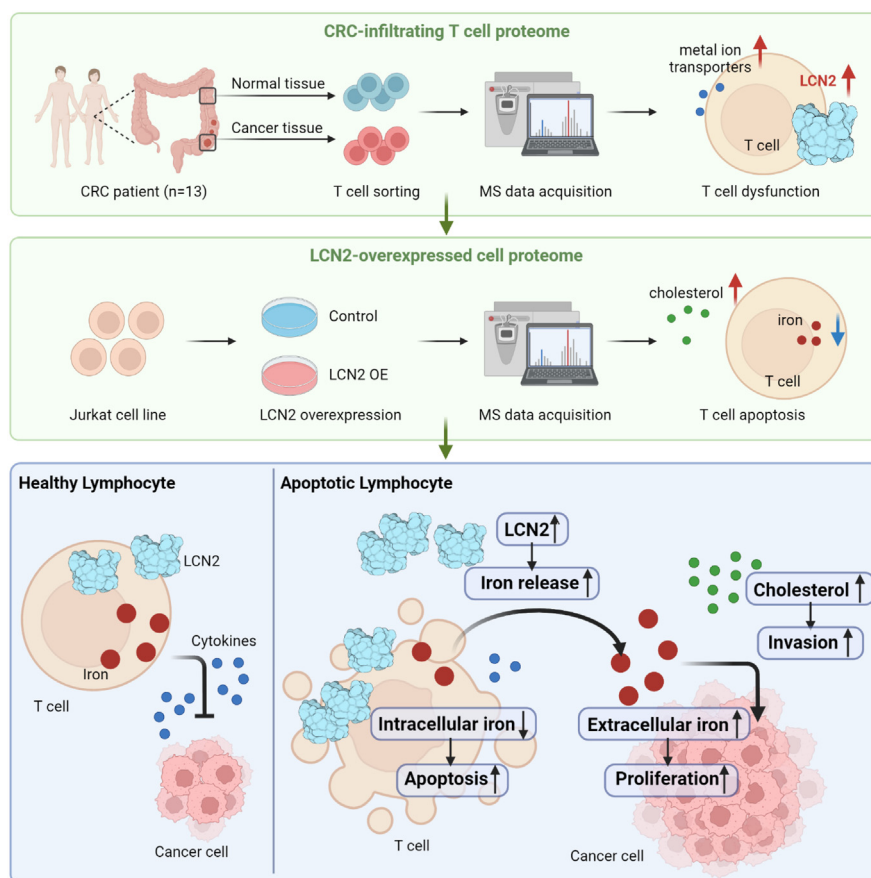 CRC-infiltrating T cell proteome
metal ion
transporters
LCN2
Normal tissue
Cancer tissue
T cell
CRC patient (n=13)
T cell sorting
MS data acquisition
T cell dysfunction
LCN2-overexpressed cell proteome
cholesterol
Control
iron
LCN2 OE
T cell
Jurkat cell line
LCN2 overexpression
MS data acquisition
T cell apoptosis
Healthy Lymphocyte
LCN2
Cytokines
Iron
T cell
Cancer cell
Apoptotic Lymphocyte
LCN2↑
Iron release↑
Cholesterol↑
Invasion↑
Intracellular iron↓
Apoptosis↑
Extracellular iron↑
Proliferation↑
T cell
Cancer cell